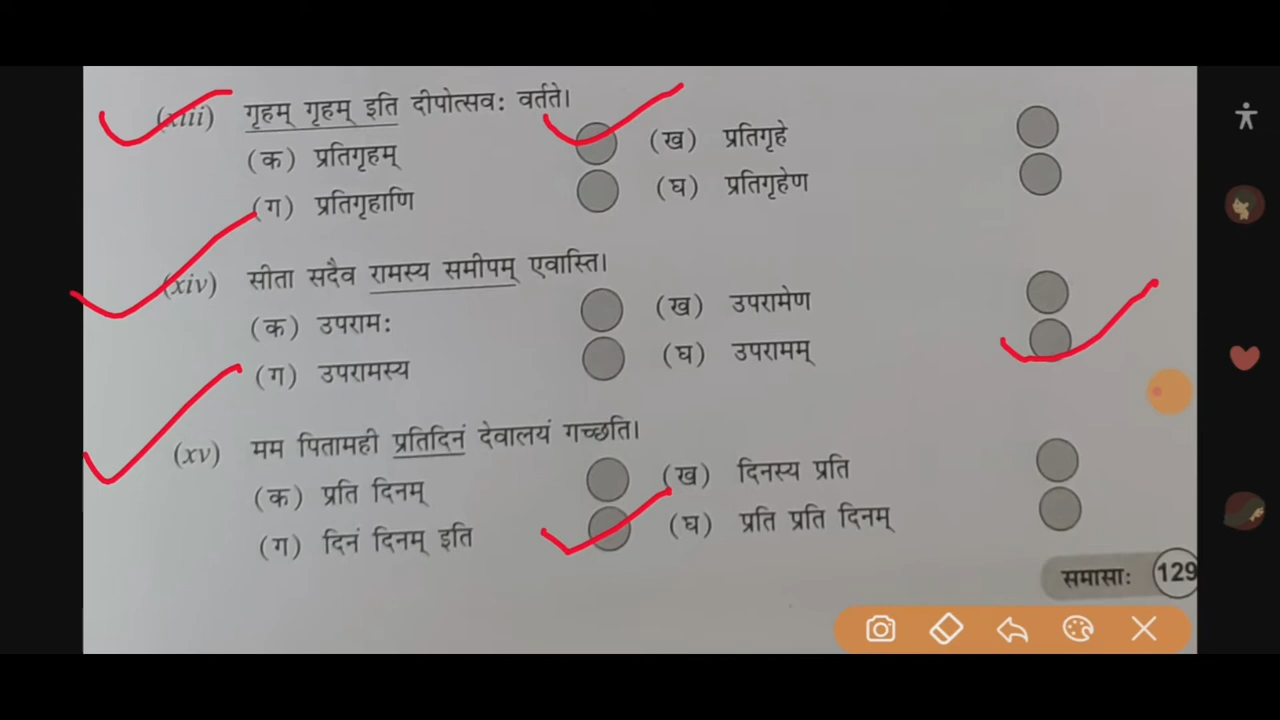 (xiii) गृहम् गृहम् इति दीपोत्सवः वर्तते।
(क) प्रतिगृहम् (ख) प्रतिगृहे
(ग) प्रतिगृहाणि (घ) प्रतिगृहेण
(xiv) सीता सदैव रामस्य समीपम् एवास्ति।
(क) उपरामः (ख) उपरामेण
(ग) उपरामस्य (घ) उपरामम्
(xv) मम पितामही प्रतिदिनं देवालयं गच्छति।
(क) प्रति दिनम् (ख) दिनस्य प्रति
(ग) दिनं दिनम् इति (घ) प्रति प्रति दिनम्
समासाः 129